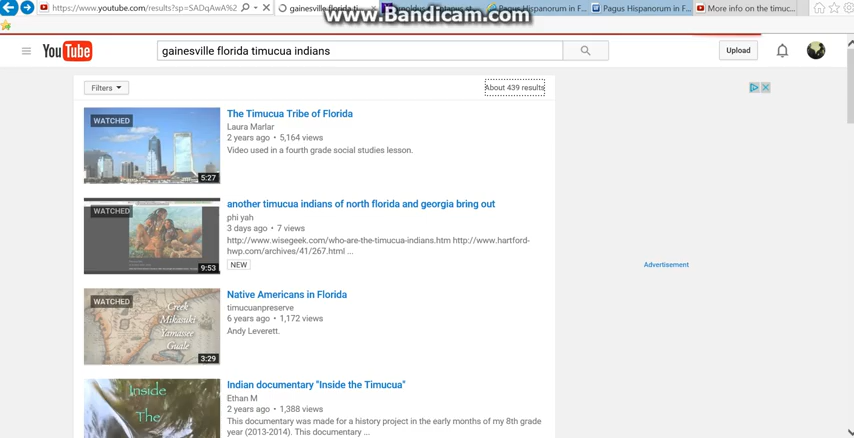 www.Bandicam.com
https://www.youtube.com/results?sp=SADqAwA%2
gainesville florida ti
Pagus Hispanorum in F...
Pagus Hispanorum in F...
More info on the timuc...
YouTube
gainesville florida timucua indians
Upload
Filters
About 439 results
WATCHED
5:27
The Timucua Tribe of Florida
Laura Marlar
2 years ago • 5,164 views
Video used in a fourth grade social studies lesson.
WATCHED
9:53
another timucua indians of north florida and georgia bring out
phi yah
3 days ago • 7 views
http://www.wisegeek.com/who-are-the-timucua-indians.htm http://www.hartford-
hwp.com/archives/41/267.html ...
NEW
Advertisement
WATCHED
Creek
Mikasuki
Yamassee
Guale
3:29
Native Americans in Florida
timucuanpreserve
6 years ago • 1,172 views
Andy Leverett.
Inside
The
Indian documentary "Inside the Timucua"
Ethan M
2 years ago • 1,388 views
This documentary was made for a history project in the early months of my 8th grade
year (2013-2014). This documentary ...